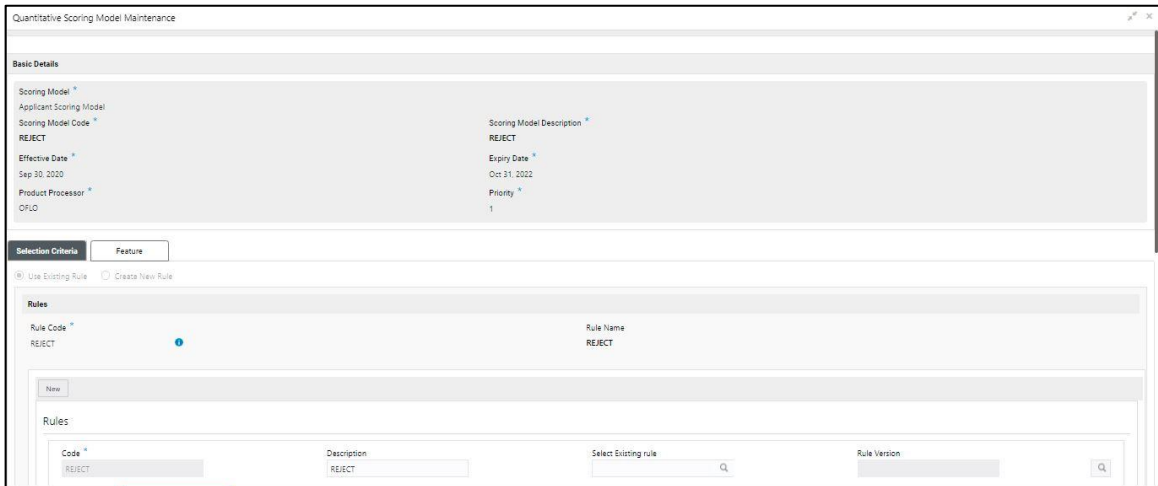 Quantitative Scoring Model Maintenance
Basic Details
Scoring Model *
Applicant Scoring Model
Scoring Model Code * Scoring Model Description *
REJECT REJECT
Effective Date * Expiry Date *
Sep 30, 2020 Oct 31, 2022
Product Processor * Priority *
OFLO 1
Selection Criteria Feature
Use Existing Rule Create New Rule
Rules
Rule Code * Rule Name
REJECT REJECT
New
Rules
Code * Description Select Existing rule Rule Version
REJECT REJECT